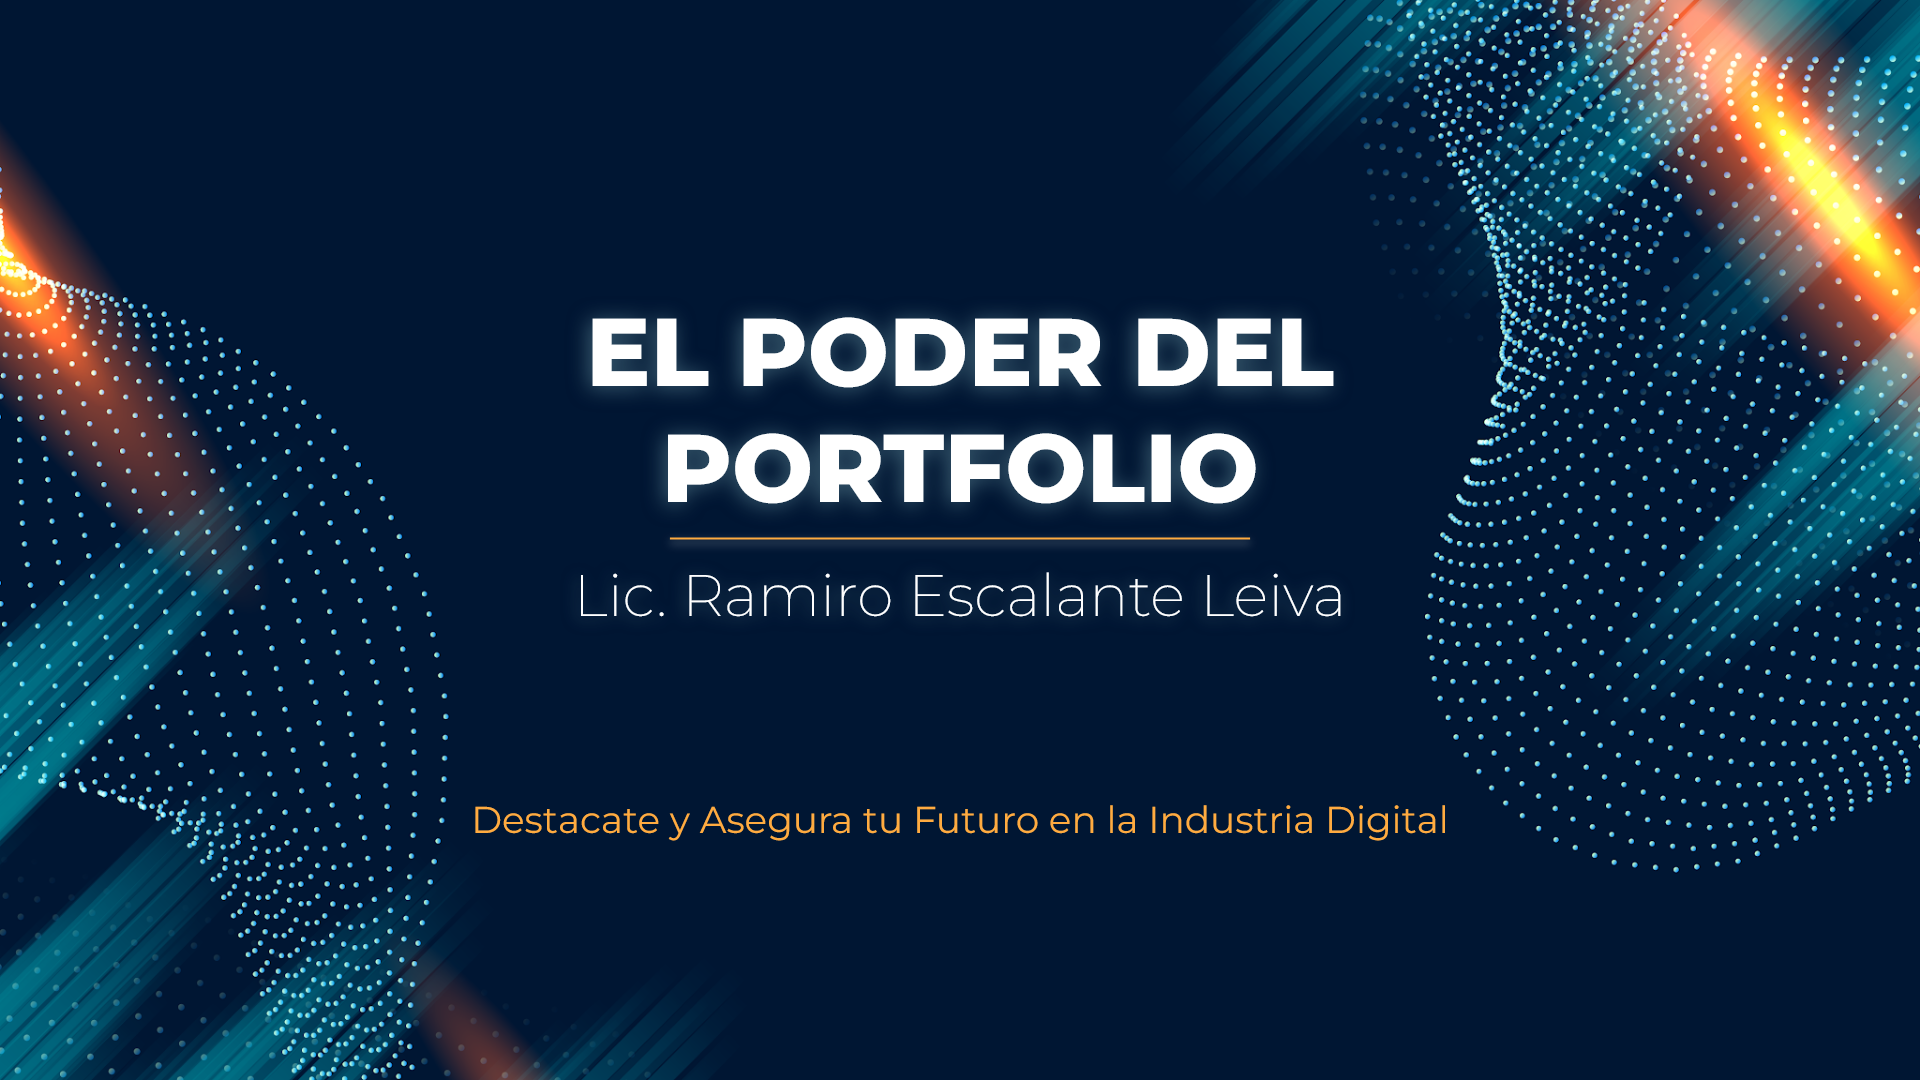 EL PODER DEL
PORTFOLIO
Lic. Ramiro Escalante Leiva
Destacate y Asegura tu Futuro en la Industria Digital